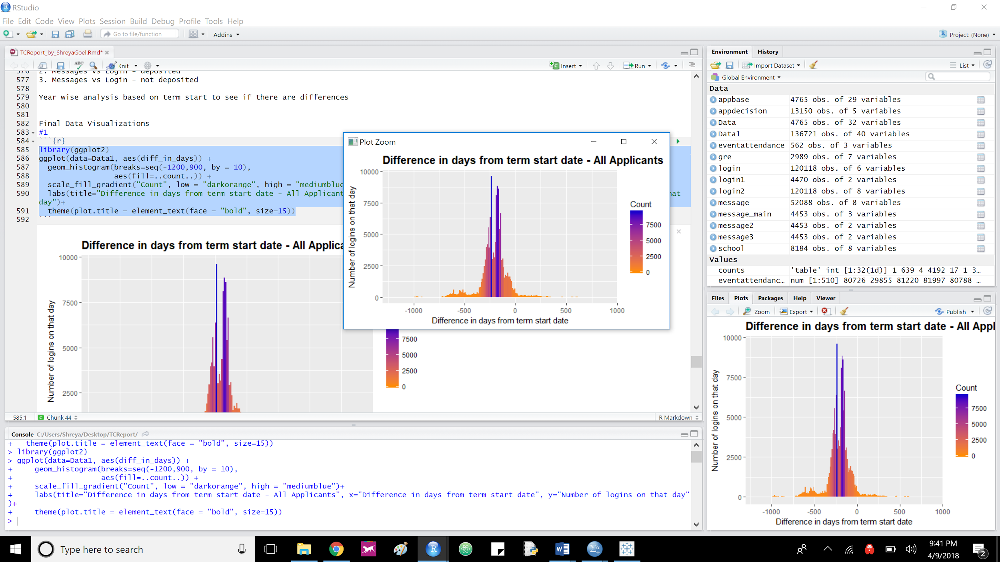 RStudio
File Edit Code View Plots Session Build Debug Profile Tools Help
Go to file/function
Addins
Project: (None)
TCReport_by_ShreyaGoel.Rmd*
ABC
Knit
Insert
Run
576 2. Messages vs Login - deposited
577 3. Messages vs Login - not deposited
578
579 Year wise analysis based on term start to see if there are differences
580
581
582 Final Data Visualizations
583 #1
584 ```{r}
585 library(ggplot2)
586 ggplot(data=Data1, aes(diff_in_days)) +
587 geom_histogram(breaks=seq(-1200,900, by = 10),
588 aes(fill=..count..)) +
589 scale_fill_gradient("Count", low = "darkorange", high = "mediumblue
590 labs(title="Difference in days from term start date - All Applicant
hat
day")+
591 theme(plot.title = element_text(face = "bold", size=15))
592 ```
Difference in days from term start date - All Applica
10000
7500
5000
2500
Number of logins on that day
7500
5000
2500
0
585:1
Chunk 44
R Markdown
Plot Zoom
Difference in days from term start date - All Applicants
10000
7500
5000
2500
0
Number of logins on that day
-1000 -500 0 500 1000
Difference in days from term start date
Count
7500
5000
2500
0
Console C:/Users/Shreya/Desktop/TCReport/
+ theme(plot.title = element_text(face = "bold", size=15))
> library(ggplot2)
> ggplot(data=Data1, aes(diff_in_days)) +
+ geom_histogram(breaks=seq(-1200,900, by = 10),
+ aes(fill=..count..)) +
+ scale_fill_gradient("Count", low = "darkorange", high = "mediumblue")+
+ labs(title="Difference in days from term start date - All Applicants", x="Difference in days from term start date", y="Number of logins on that day"
)+
+ theme(plot.title = element_text(face = "bold", size=15))
>
Environment History
Import Dataset
List
Global Environment
Data
appbase 4765 obs. of 29 variables
appdecision 13150 obs. of 5 variables
Data 4765 obs. of 32 variables
Data1 136721 obs. of 40 variables
eventattendance 562 obs. of 3 variables
gre 2989 obs. of 7 variables
login 120118 obs. of 6 variables
login1 4470 obs. of 2 variables
login2 120118 obs. of 8 variables
message 52088 obs. of 8 variables
message_main 4453 obs. of 3 variables
message2 4453 obs. of 2 variables
message3 4453 obs. of 2 variables
school 8184 obs. of 8 variables
Values
counts 'table' int [1:32(1d)] 1 639 4 4192 17 1 3…
eventattendanc… num [1:510] 80726 29855 81220 81997 80788 …
Files Plots Packages Help Viewer
Zoom
Export
Publish
Difference in days from term start date - All Appl
10000
7500
5000
2500
0
Number of logins on that day
-1000 -500 0 500 1000
Difference in days from term start date
Count
7500
5000
2500
0
Type here to search
9:41 PM
4/9/2018
2